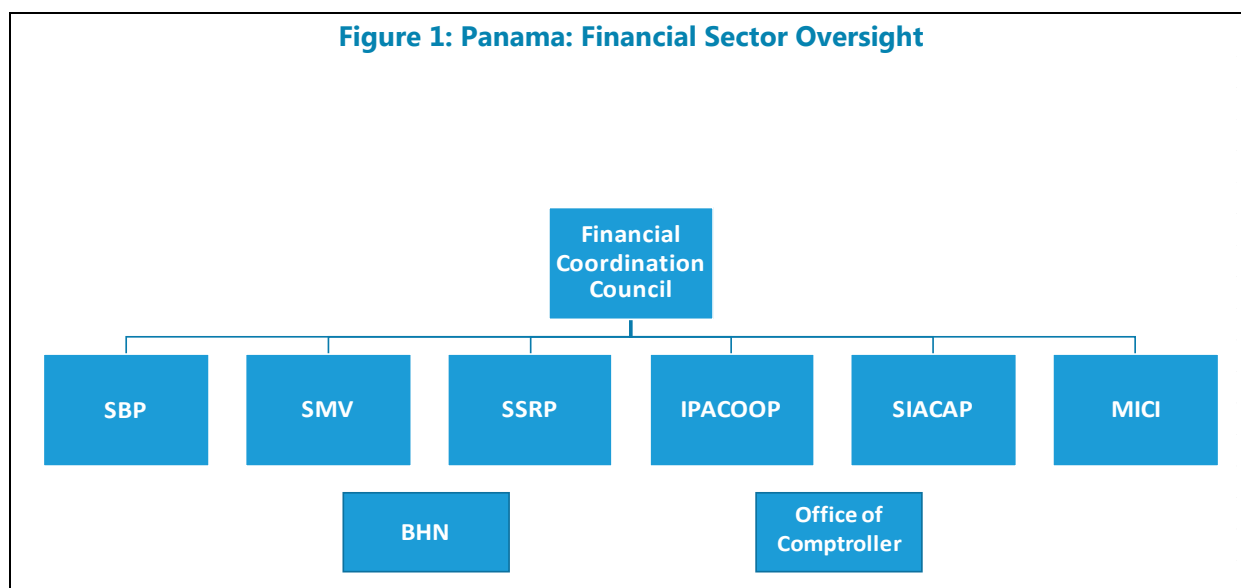 Figure 1: Panama: Financial Sector Oversight
Financial
Coordination
Council
SBP
SMV
SSRP
IPACOOP
SIACAP
MICI
BHN
Office of
Comptroller